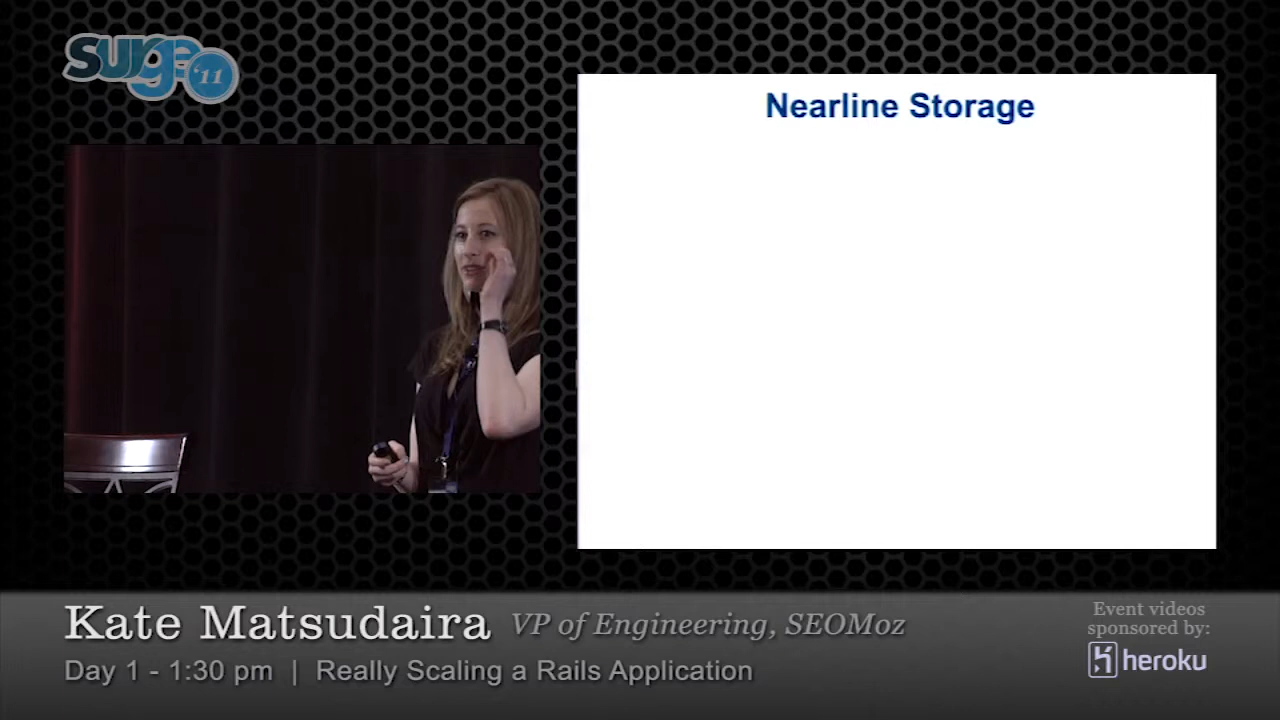 surge '11
Nearline Storage
Kate Matsudaira VP of Engineering, SEOMoz
Day 1 - 1:30 pm | Really Scaling a Rails Application
Event videos
sponsored by:
heroku